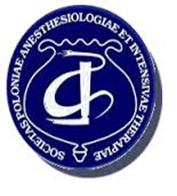 SOCIETAS POLONIAE ANESTHESIOLOGIAE ET INTENSIVAE THERAPIAE